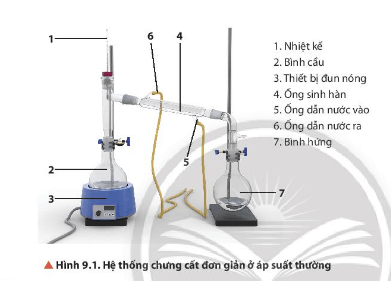 1
6
4
5
2
3
7
1. Nhiệt kế
2. Bình cầu
3. Thiết bị đun nóng
4. Ống sinh hàn
5. Ống dẫn nước vào
6. Ống dẫn nước ra
7. Bình hứng
▲ Hình 9.1. Hệ thống chưng cất đơn giản ở áp suất thường